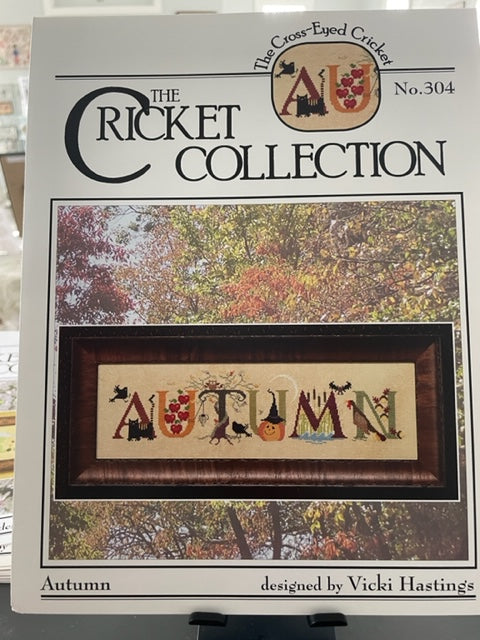 The Cross-Eyed Cricket
AU
No.304
THE
CRICKET
COLLECTION
AUTUMN
Autumn
designed by Vicki Hastings